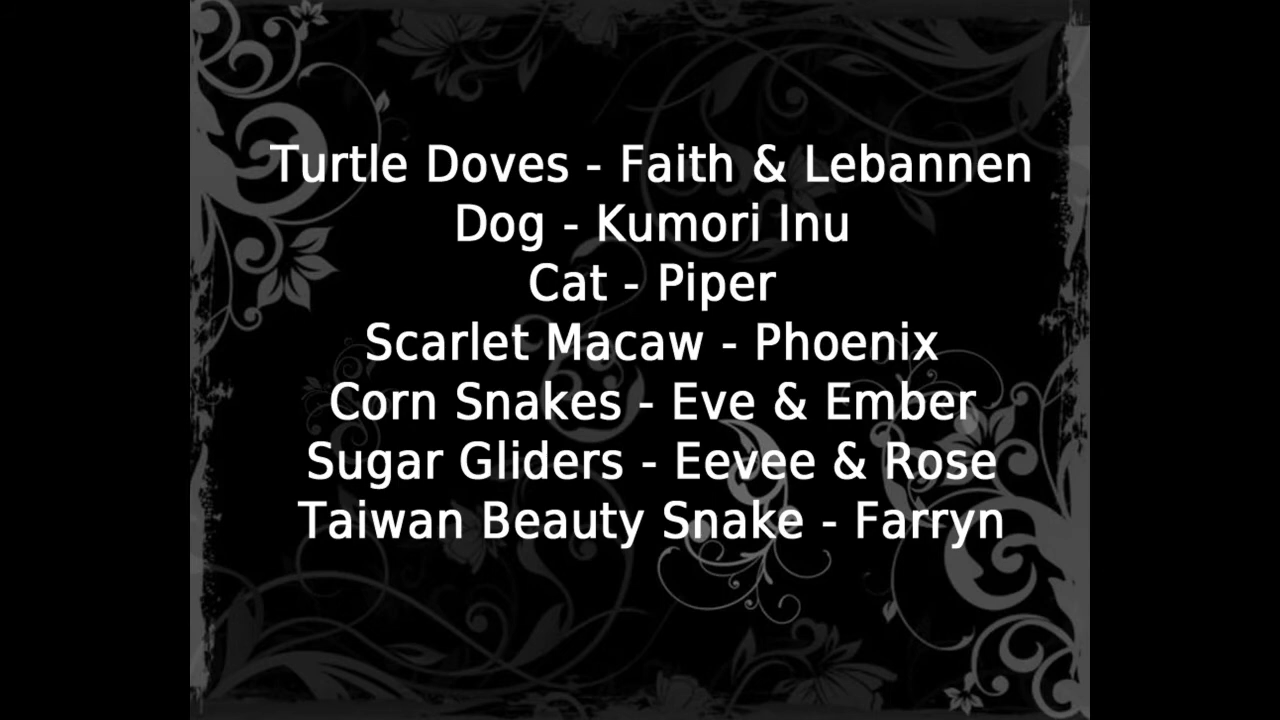 Turtle Doves - Faith & Lebannen
Dog - Kumori Inu
Cat - Piper
Scarlet Macaw - Phoenix
Corn Snakes - Eve & Ember
Sugar Gliders - Eevee & Rose
Taiwan Beauty Snake - Farryn